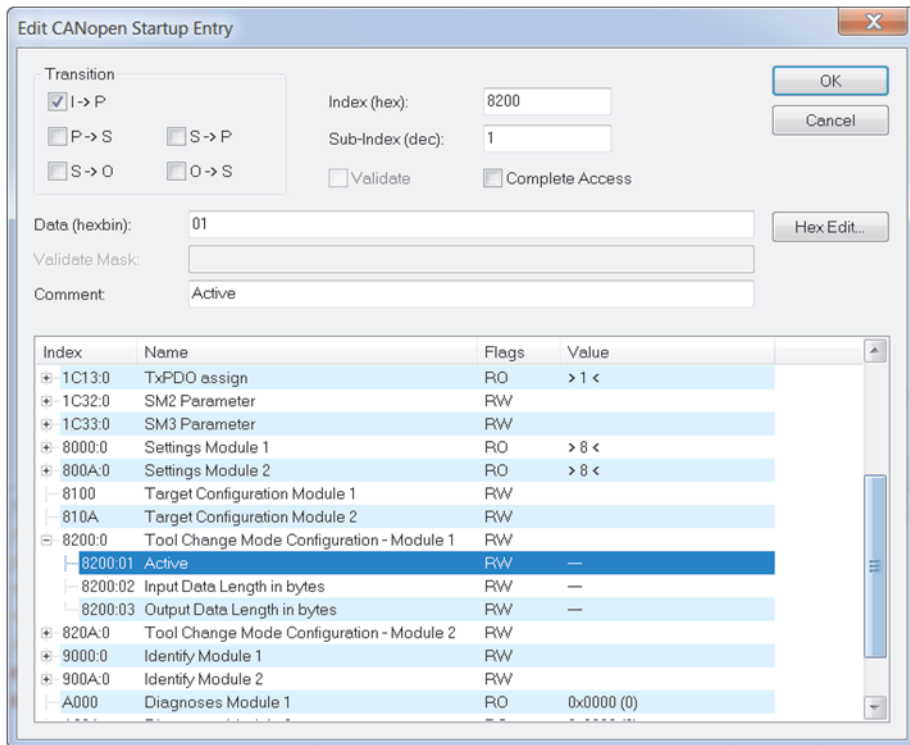 Edit CANopen Startup Entry
Transition
I -> P
P -> S
S -> P
S -> O
O -> S
Index (hex): 8200
Sub-Index (dec): 1
Validate
Complete Access
OK
Cancel
Data (hexbin): 01
Hex Edit...
Validate Mask:
Comment: Active
Index Name Flags Value
1C13:0 TxPDO assign RO > 1 <
1C32:0 SM2 Parameter RW
1C33:0 SM3 Parameter RW
8000:0 Settings Module 1 RO > 8 <
800A:0 Settings Module 2 RO > 8 <
8100 Target Configuration Module 1 RW
810A Target Configuration Module 2 RW
8200:0 Tool Change Mode Configuration - Module 1 RW
8200:01 Active RW —
8200:02 Input Data Length in bytes RW —
8200:03 Output Data Length in bytes RW —
820A:0 Tool Change Mode Configuration - Module 2 RW
9000:0 Identify Module 1 RW
900A:0 Identify Module 2 RW
A000 Diagnoses Module 1 RO 0x0000 (0)